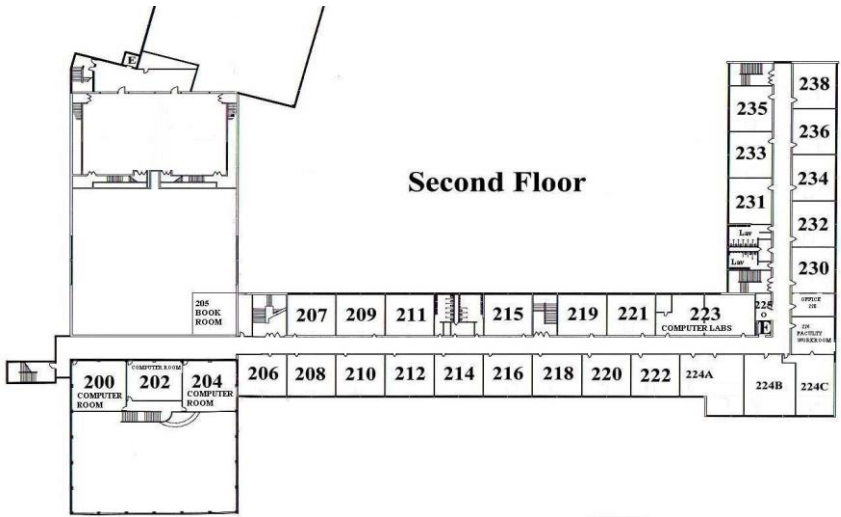 E
238
235
236
233
Second Floor
234
231
232
Lav
Lav
230
205
BOOK
ROOM
207
209
211
215
219
221
223
COMPUTER LABS
225
O
E
OFFICE
FACULTY
WORKROOM
200
COMPUTER
ROOM
COMPUTER ROOM
202
204
COMPUTER
ROOM
206
208
210
212
214
216
218
220
222
224A
224B
224C